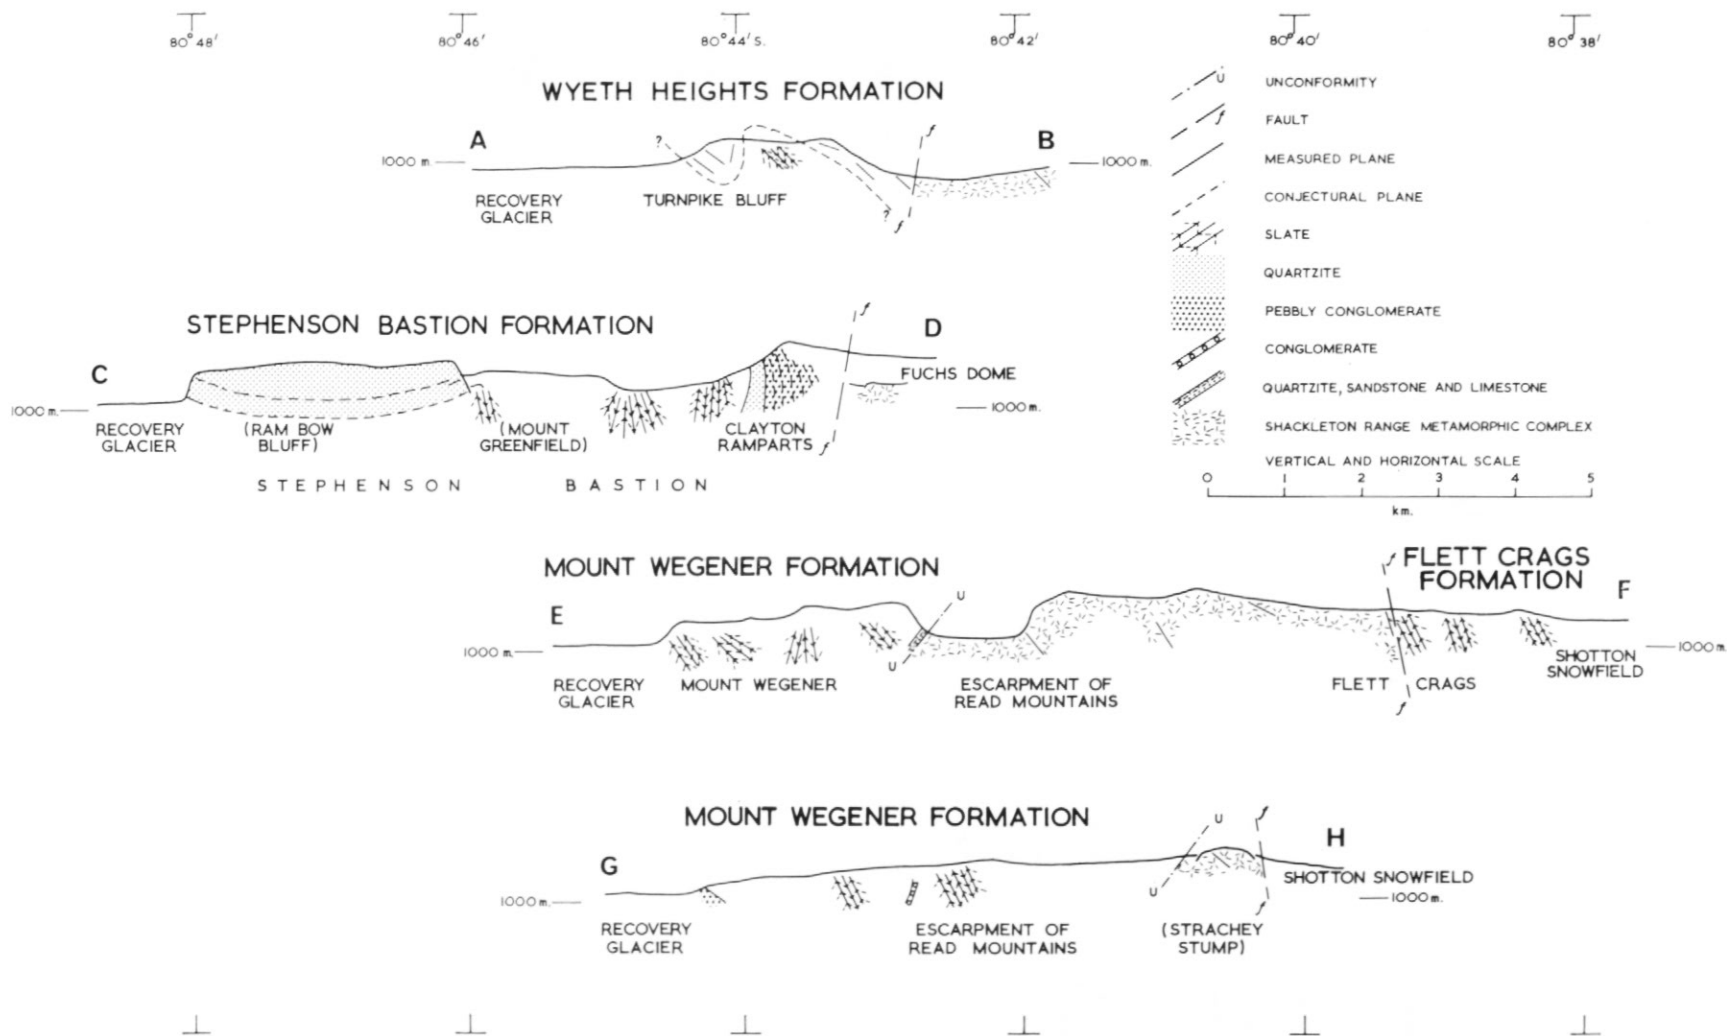 80° 48'
80° 46'
80° 44' S.
80° 42'
80° 40'
80° 38'
WYETH HEIGHTS FORMATION
A
B
f
?
?
f
1000 m.
1000 m.
RECOVERY
GLACIER
TURNPIKE BLUFF
U
UNCONFORMITY
f
FAULT
MEASURED PLANE
CONJECTURAL PLANE
SLATE
QUARTZITE
PEBBLY CONGLOMERATE
CONGLOMERATE
QUARTZITE, SANDSTONE AND LIMESTONE
SHACKLETON RANGE METAMORPHIC COMPLEX
VERTICAL AND HORIZONTAL SCALE
0 1 2 3 4 5
km.
STEPHENSON BASTION FORMATION
C
D
f
f
1000 m.
1000 m.
FUCHS DOME
RECOVERY
GLACIER
(RAM BOW
BLUFF)
(MOUNT
GREENFIELD)
CLAYTON
RAMPARTS
STEPHENSON BASTION
MOUNT WEGENER FORMATION
FLETT CRAGS
FORMATION
E
F
U
U
f
f
1000 m.
1000 m.
RECOVERY
GLACIER
MOUNT WEGENER
ESCARPMENT OF
READ MOUNTAINS
FLETT CRAGS
SHOTTON
SNOWFIELD
MOUNT WEGENER FORMATION
G
H
U
U
f
f
1000 m.
1000 m.
SHOTTON SNOWFIELD
RECOVERY
GLACIER
ESCARPMENT OF
READ MOUNTAINS
(STRACHEY
STUMP)